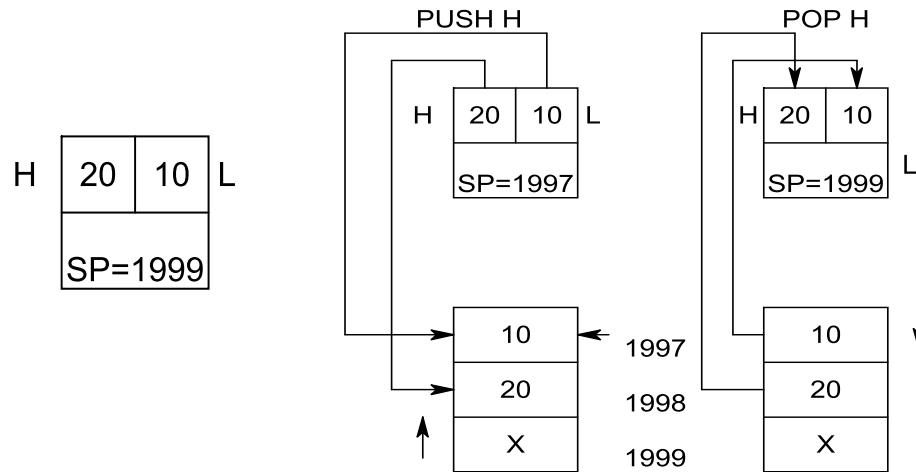 PUSH H
POP H
H 20 10 L
SP=1997
H 20 10
L
SP=1999
H 20 10 L
SP=1999
10 1997
20 1998
X 1999
10
20
X